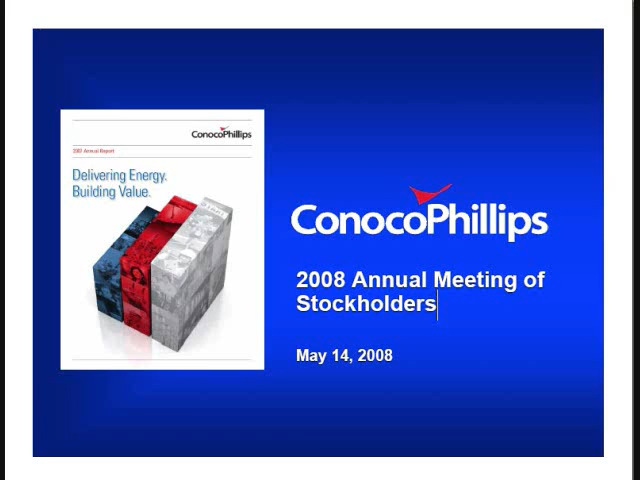 ConocoPhillips
2007 Annual Report
Delivering Energy.
Building Value.
ConocoPhillips
2008 Annual Meeting of
Stockholders
May 14, 2008